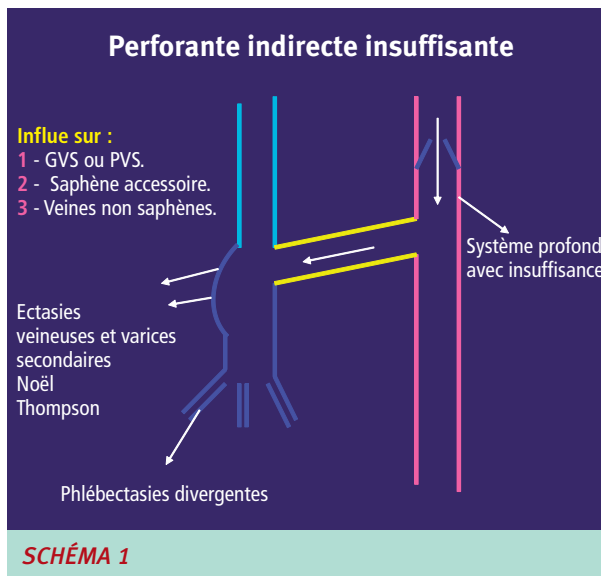 Perforante indirecte insuffisante
Influe sur :
1 - GVS ou PVS.
2 - Saphène accessoire.
3 - Veines non saphènes.
Système profond
avec insuffisance
Ectasies
veineuses et varices
secondaires
Noël
Thompson
Phlébectasies divergentes
SCHÉMA 1